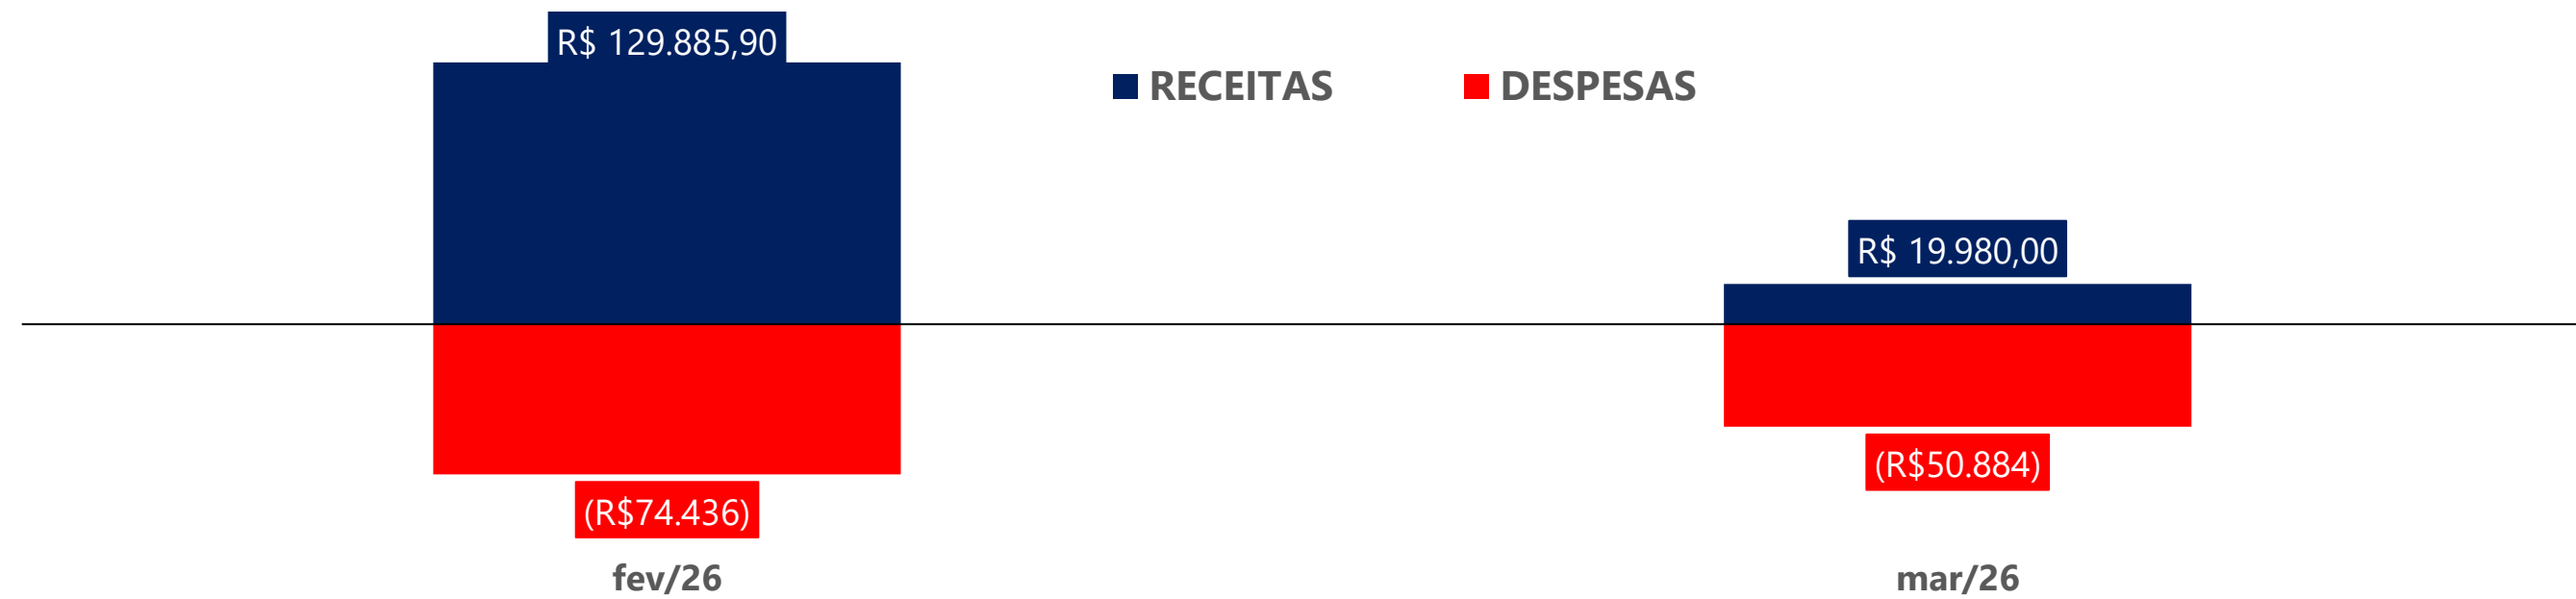 R$ 129.885,90
RECEITAS DESPESAS
R$ 19.980,00
(R$50.884)
(R$74.436)
fev/26 mar/26